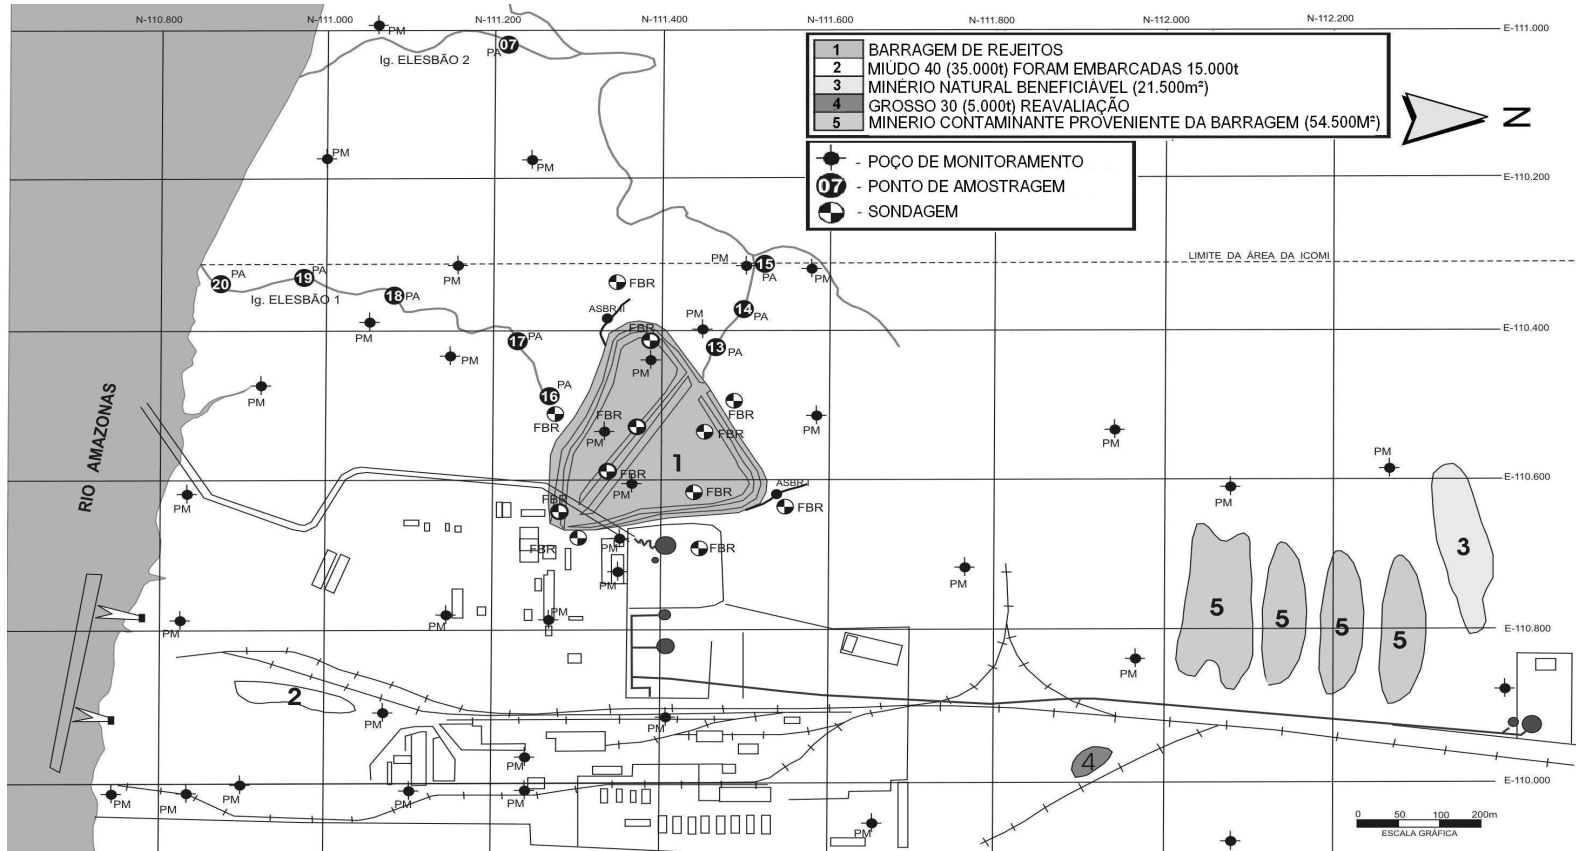 N-110.800
N-111.000
N-111.200
N-111.400
N-111.600
N-111.800
N-112.000
N-112.200
E-111.000
PM
07
PA
Ig. ELESBÃO 2
1 BARRAGEM DE REJEITOS
2 MIÚDO 40 (35.000t) FORAM EMBARCADAS 15.000t
3 MINÉRIO NATURAL BENEFICIÁVEL (21.500m²)
4 GROSSO 30 (5.000t) REAVALIAÇÃO
5 MINÉRIO CONTAMINANTE PROVENIENTE DA BARRAGEM (54.500M²)
N
PM
PM
- POÇO DE MONITORAMENTO
07 - PONTO DE AMOSTRAGEM
- SONDAGEM
E-110.200
LIMITE DA ÁREA DA ICOMI
PM
PM
15
PA
PM
20
PA
19
PA
Ig. ELESBÃO 1
18
PA
FBR
14
PA
ASBR-II
PM
PM
E-110.400
FBR
17
PA
13
PA
PM
PM
16
PA
PM
FBR
FBR
PM
FBR
FBR
PM
PM
PM
RIO AMAZONAS
1
FBR
PM
FBR
ASBR-I
FBR
E-110.600
PM
PM
FBR
FBR
PM
FBR
PM
PM
3
5
5
5
5
PM
PM
PM
E-110.800
PM
2
PM
PM
PM
4
E-110.000
PM
PM
PM
PM
PM
PM
PM
PM
0 50 100 200m
ESCALA GRÁFICA